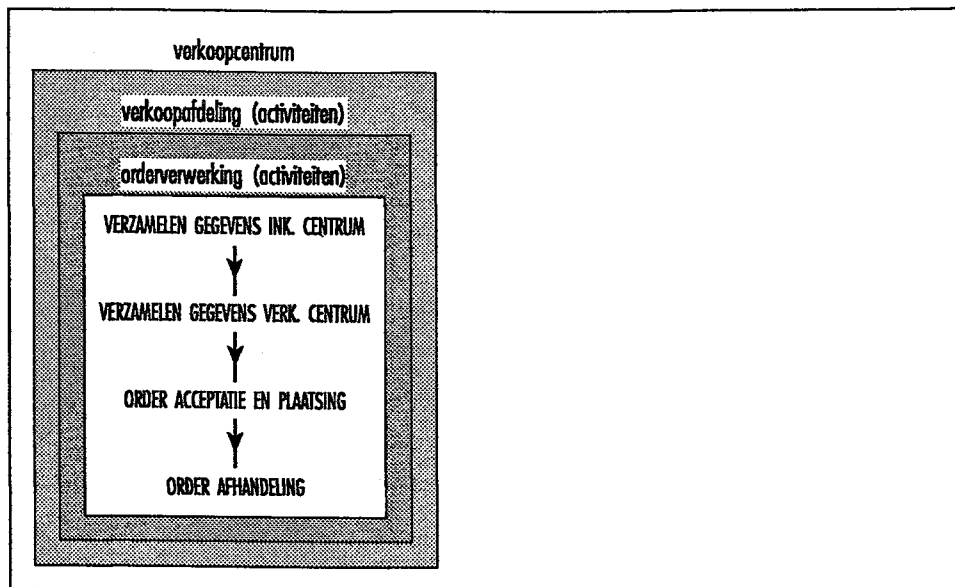 verkoopcentrum
verkoopafdeling (activiteiten)
orderverwerking (activiteiten)
VERZAMELEN GEGEVENS INK. CENTRUM
VERZAMELEN GEGEVENS VERK. CENTRUM
ORDER ACCEPTATIE EN PLAATSING
ORDER AFHANDELING